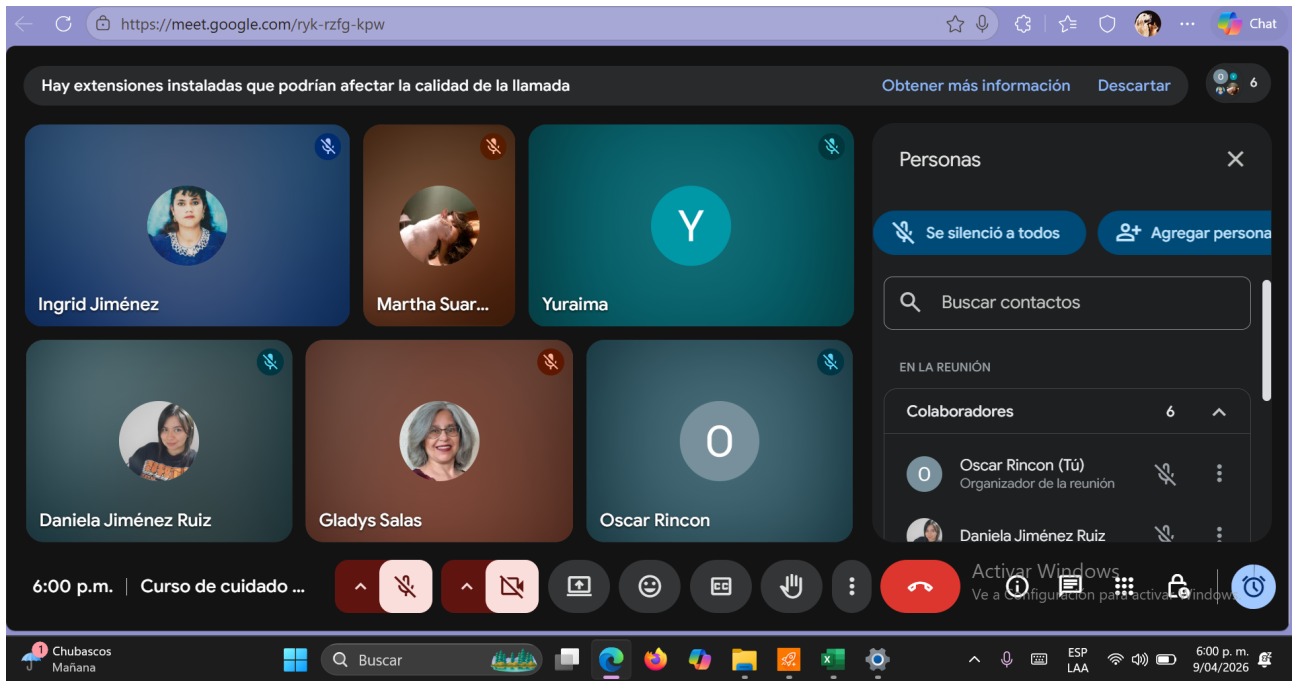 https://meet.google.com/ryk-rzfg-kpw
Chat
Hay extensiones instaladas que podrían afectar la calidad de la llamada
Obtener más información
Descartar
6
Ingrid Jiménez
Martha Suar...
Y
Yuraima
Daniela Jiménez Ruiz
Gladys Salas
O
Oscar Rincon
Personas
Se silenció a todos
Agregar persona
Buscar contactos
EN LA REUNIÓN
Colaboradores 6
O
Oscar Rincon (Tú)
Organizador de la reunión
Daniela Jiménez Ruiz
6:00 p.m. | Curso de cuidado ...
Activar Windows
Ve a Configuración para activar Windows
1
Chubascos
Mañana
Buscar
ESP
LAA
6:00 p. m.
9/04/2026